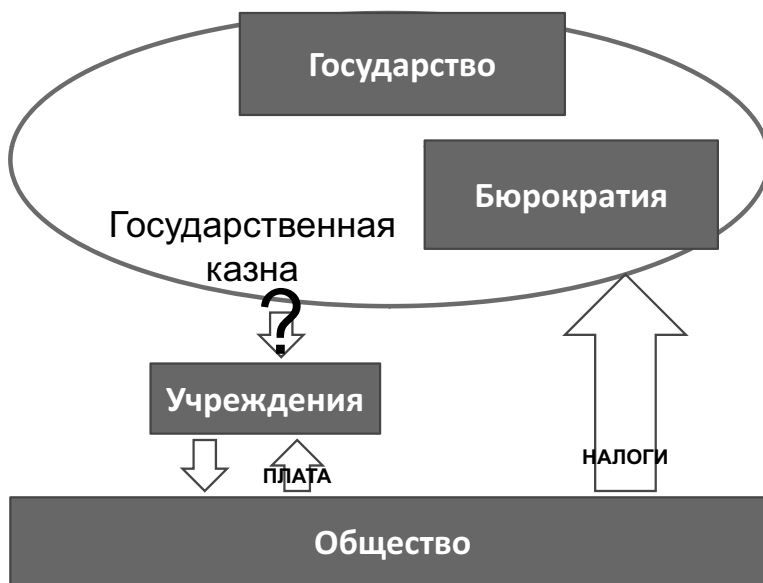 Государство
Бюрократия
Государственная
казна
?
Учреждения
ПЛАТА
НАЛОГИ
Общество